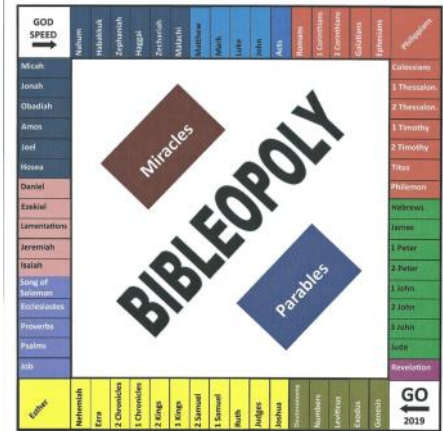 GOD
SPEED
Nahum
Habakkuk
Zephaniah
Haggai
Zechariah
Malachi
Matthew
Mark
Luke
John
Acts
Romans
1 Corinthians
2 Corinthians
Galatians
Ephesians
Philippians
Colossians
1 Thessalon.
2 Thessalon.
1 Timothy
2 Timothy
Titus
Philemon
Hebrews
James
1 Peter
2 Peter
1 John
2 John
3 John
Jude
Revelation
GO
2019
Genesis
Exodus
Leviticus
Numbers
Deuteronomy
Joshua
Judges
Ruth
1 Samuel
2 Samuel
1 Kings
2 Kings
1 Chronicles
2 Chronicles
Ezra
Nehemiah
Esther
Job
Psalms
Proverbs
Ecclesiastes
Song of
Solomon
Isaiah
Jeremiah
Lamentations
Ezekiel
Daniel
Hosea
Joel
Amos
Obadiah
Jonah
Micah
Miracles
BIBLEOPOLY
Parables